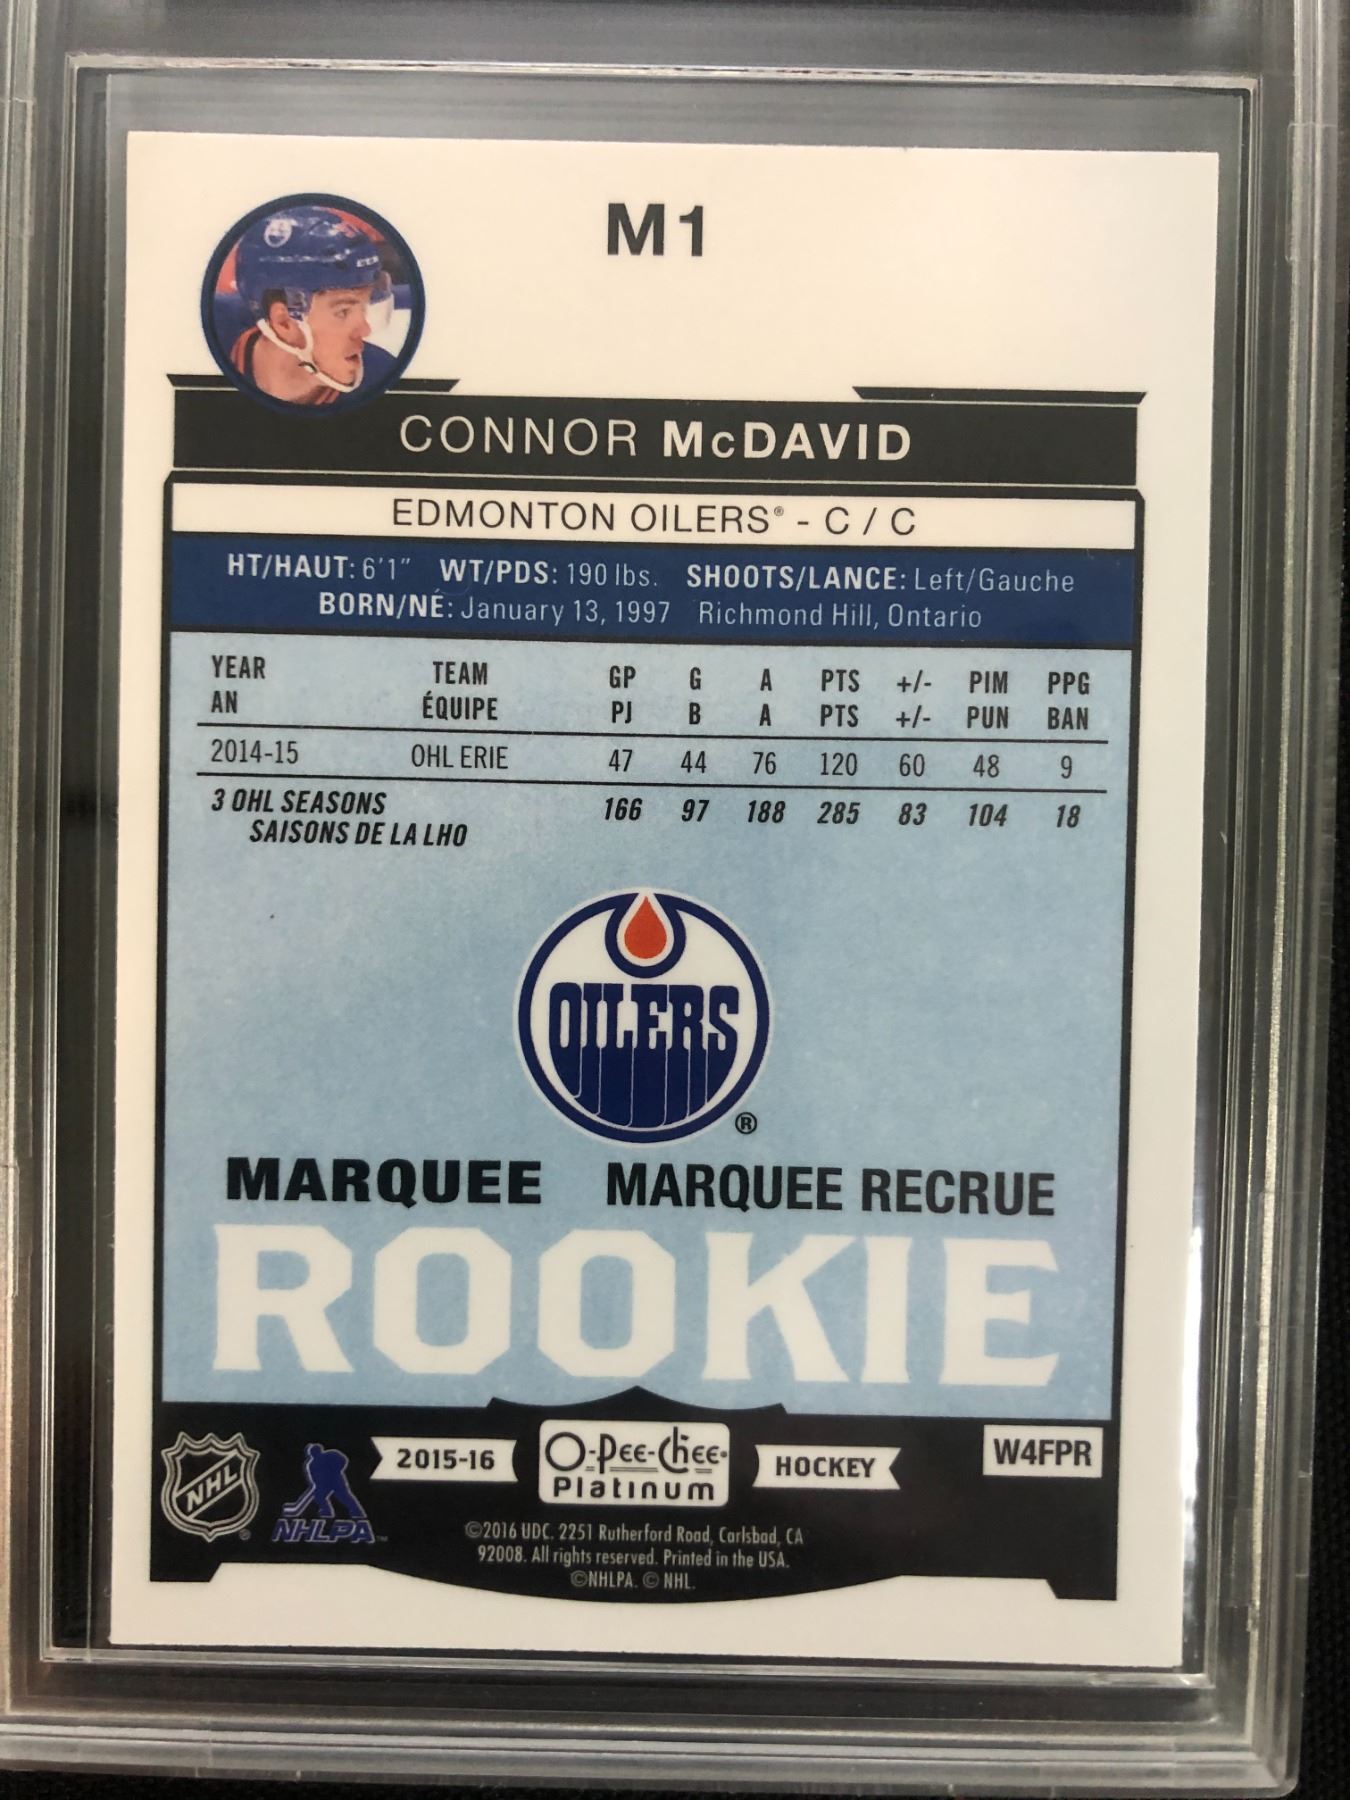 M1
CONNOR McDAVID
EDMONTON OILERS® - C / C
HT/HAUT: 6'1" WT/PDS: 190 lbs. SHOOTS/LANCE: Left/Gauche
BORN/NÉ: January 13, 1997 Richmond Hill, Ontario
YEAR TEAM GP G A PTS +/- PIM PPG
AN ÉQUIPE PJ B A PTS +/- PUN BAN
2014-15 OHL ERIE 47 44 76 120 60 48 9
3 OHL SEASONS 166 97 188 285 83 104 18
SAISONS DE LA LHO
OILERS
®
MARQUEE MARQUEE RECRUE
ROOKIE
NHL
NHLPA™
2015-16 O-Pee-Chee® HOCKEY W4FPR
Platinum
©2016 UDC. 2251 Rutherford Road, Carlsbad, CA
92008. All rights reserved. Printed in the USA.
©NHLPA. © NHL.